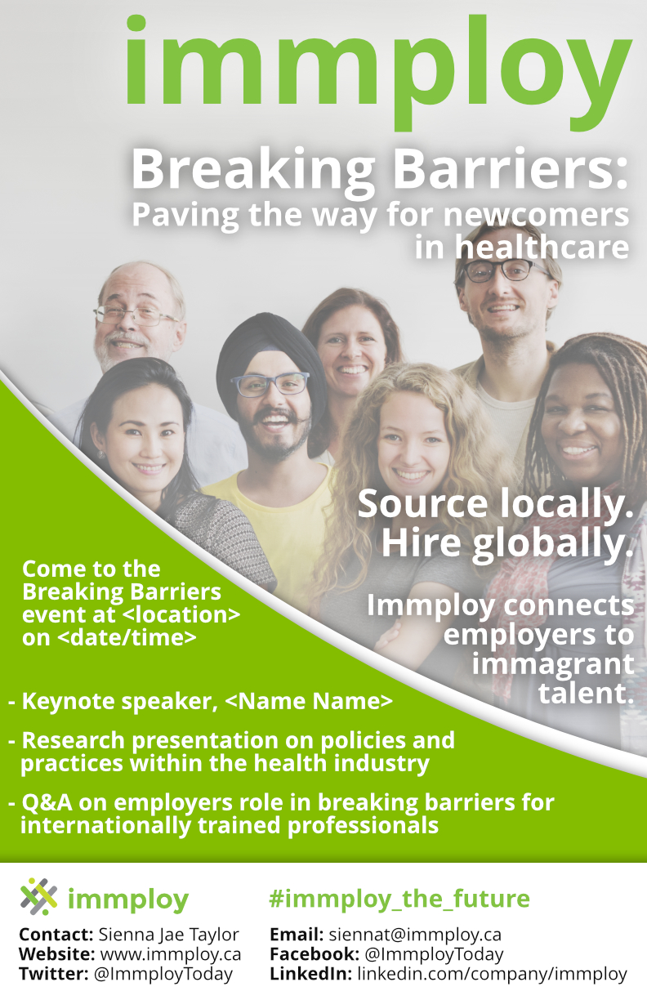 immploy
Breaking Barriers:
Paving the way for newcomers
in healthcare
Source locally.
Hire globally.
Immploy connects
employers to
immagrant
talent.
Come to the
Breaking Barriers
event at <location>
on <date/time>
- Keynote speaker, <Name Name>
- Research presentation on policies and
practices within the health industry
- Q&A on employers role in breaking barriers for
internationally trained professionals
immploy
#immploy_the_future
Contact: Sienna Jae Taylor
Website: www.immploy.ca
Twitter: @ImmployToday
Email: siennat@immploy.ca
Facebook: @ImmployToday
LinkedIn: linkedin.com/company/immploy